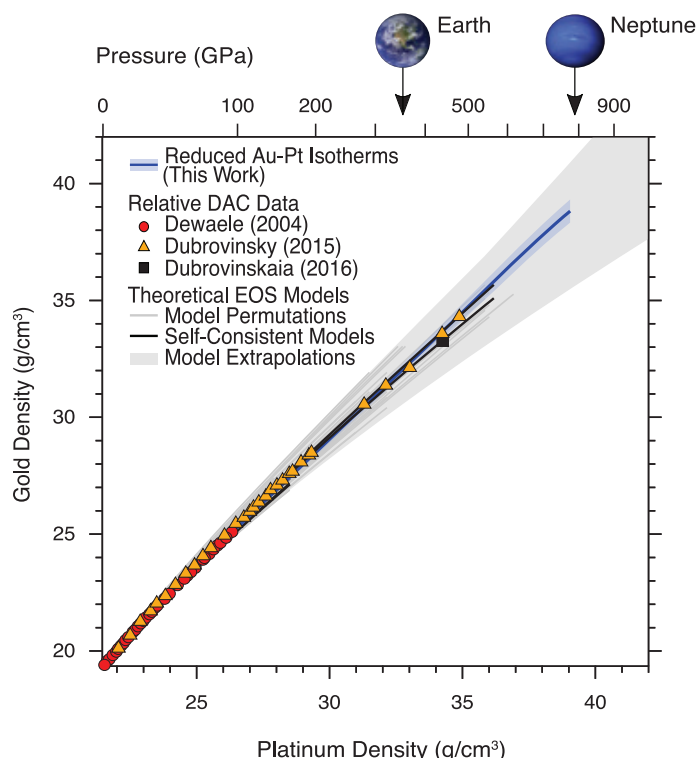 Earth
Neptune
Pressure (GPa)
0 100 200 500 900
Reduced Au-Pt Isotherms
(This Work)
Relative DAC Data
Dewaele (2004)
Dubrovinsky (2015)
Dubrovinskaia (2016)
Theoretical EOS Models
Model Permutations
Self-Consistent Models
Model Extrapolations
40
35
30
25
20
Gold Density (g/cm³)
25 30 35 40
Platinum Density (g/cm³)